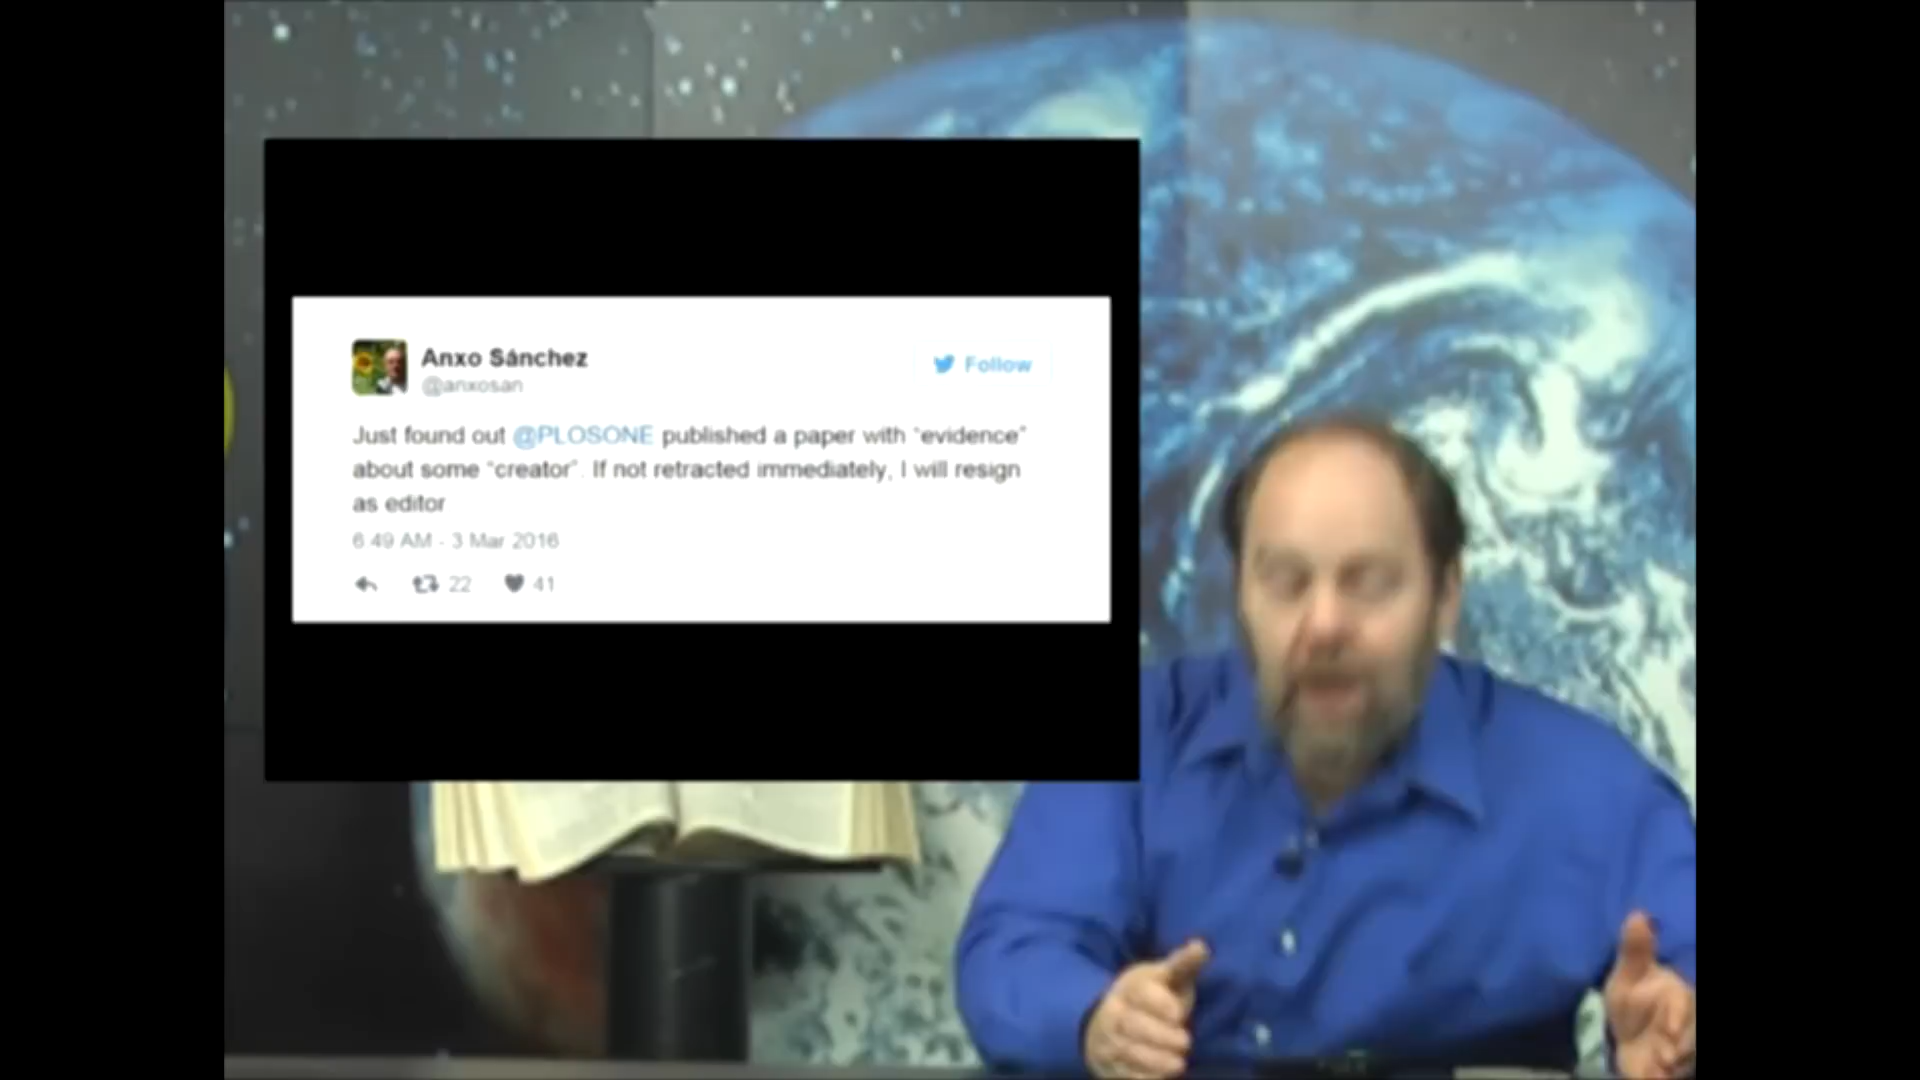 Anxo Sánchez
Follow
@anxosan
Just found out @PLOSONE published a paper with “evidence”
about some “creator”. If not retracted immediately, I will resign
as editor
6:49 AM - 3 Mar 2016
22 41